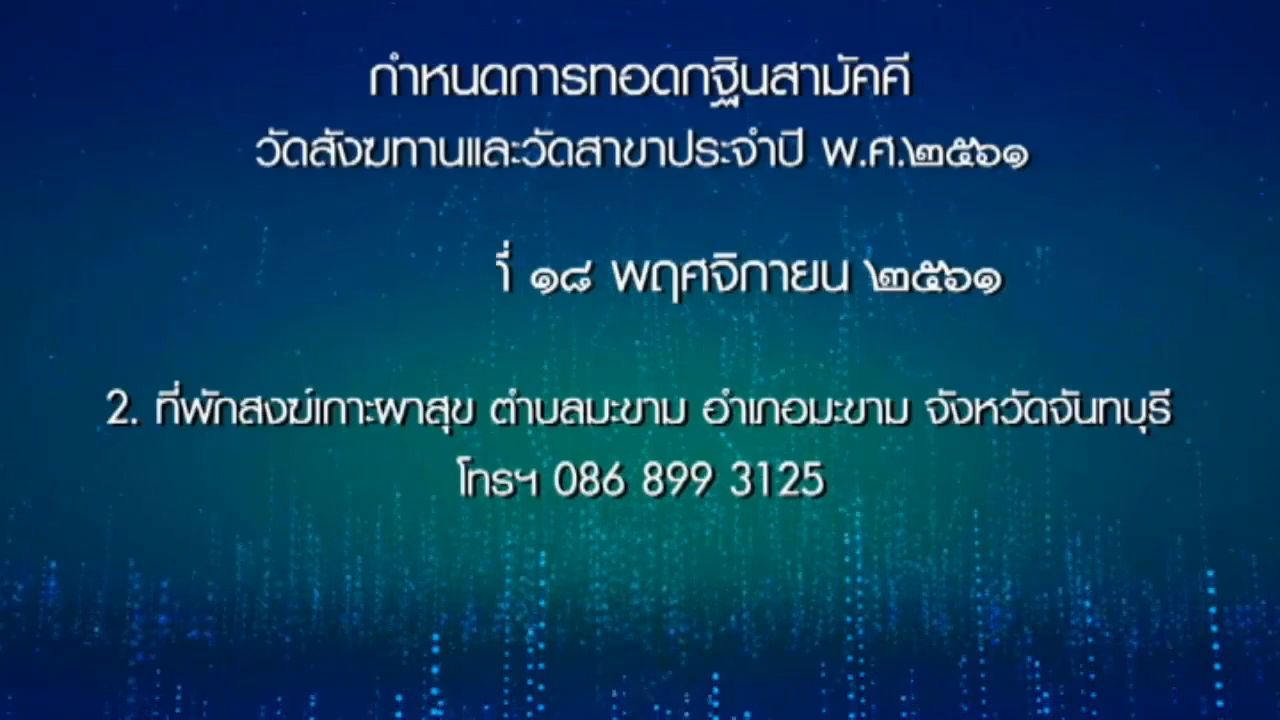 กำหนดการทอดกฐินสามัคคี
วัดสังฆทานและวัดสาขาประจำปี พ.ศ.๒๕๖๑
๑๘ พฤศจิกายน ๒๕๖๑
2. ที่พักสงฆ์เกาะผาสุข ตำบลมะขาม อำเภอมะขาม จังหวัดจันทบุรี
โทรฯ 086 899 3125